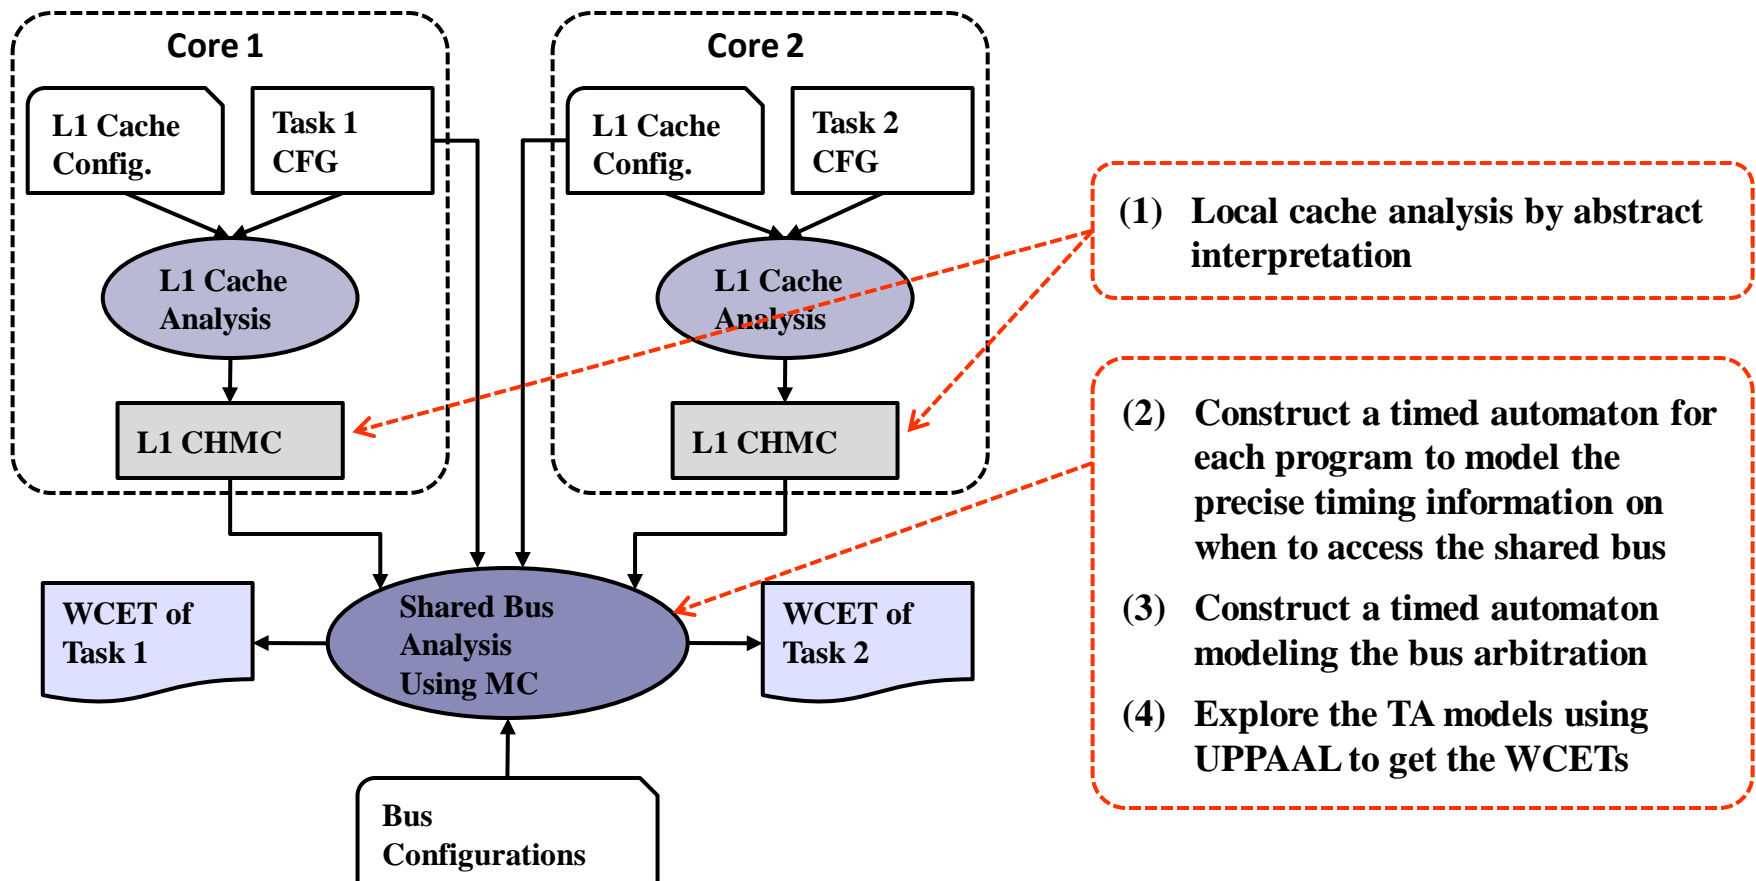 Core 1
L1 Cache
Config.
Task 1
CFG
L1 Cache
Analysis
L1 CHMC
Core 2
L1 Cache
Config.
Task 2
CFG
L1 Cache
Analysis
L1 CHMC
WCET of
Task 1
Shared Bus
Analysis
Using MC
WCET of
Task 2
Bus
Configurations
(1) Local cache analysis by abstract
interpretation
(2) Construct a timed automaton for
each program to model the
precise timing information on
when to access the shared bus
(3) Construct a timed automaton
modeling the bus arbitration
(4) Explore the TA models using
UPPAAL to get the WCETs